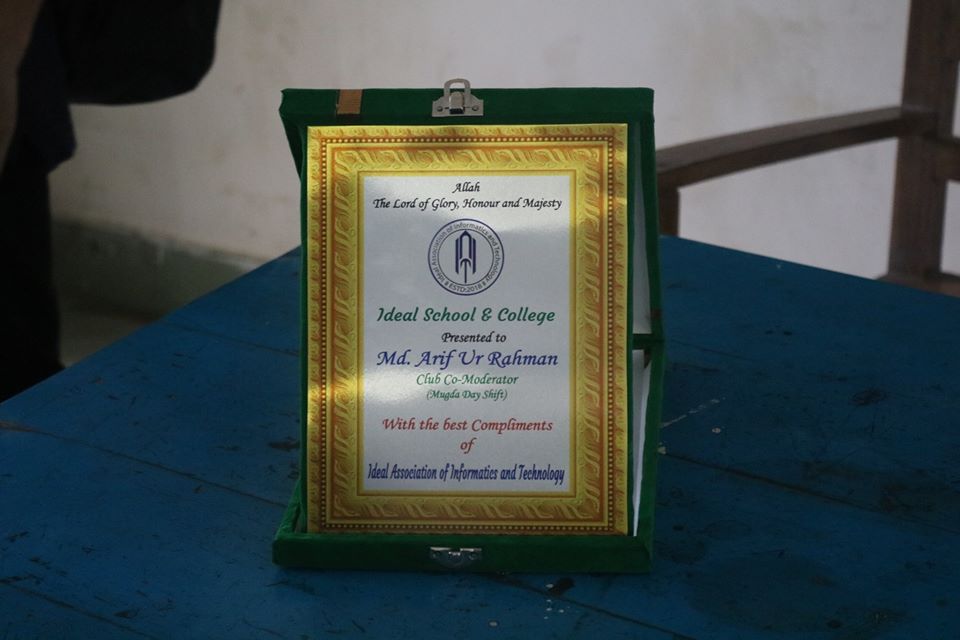 Allah
The Lord of Glory, Honour and Majesty
Ideal Association of Informatics and Technology
ESTD:2018
Ideal School & College
Presented to
Md. Arif Ur Rahman
Club Co-Moderator
(Mugda Day Shift)
With the best Compliments
of
Ideal Association of Informatics and Technology